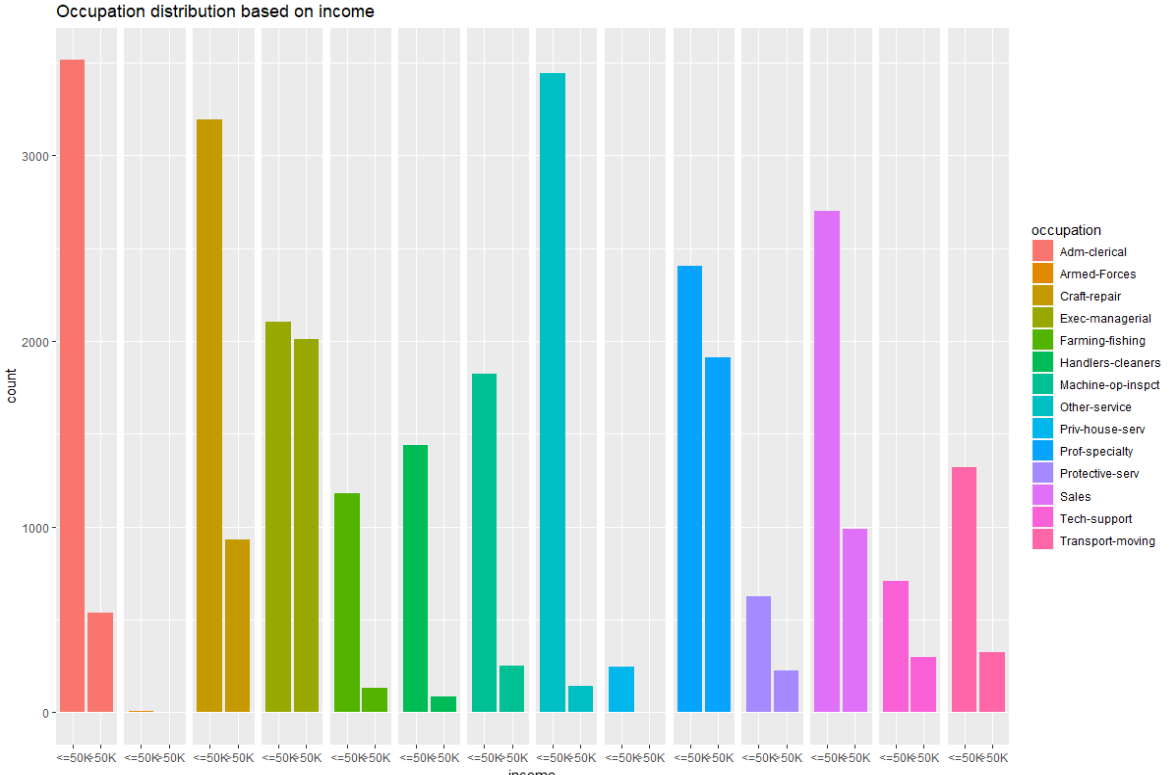 Occupation distribution based on income
3000
2000
1000
0
count
<=50K >50K <=50K >50K <=50K >50K <=50K >50K <=50K >50K <=50K >50K <=50K >50K <=50K >50K <=50K >50K <=50K >50K <=50K >50K <=50K >50K <=50K >50K <=50K >50K
income
occupation
Adm-clerical
Armed-Forces
Craft-repair
Exec-managerial
Farming-fishing
Handlers-cleaners
Machine-op-inspct
Other-service
Priv-house-serv
Prof-specialty
Protective-serv
Sales
Tech-support
Transport-moving